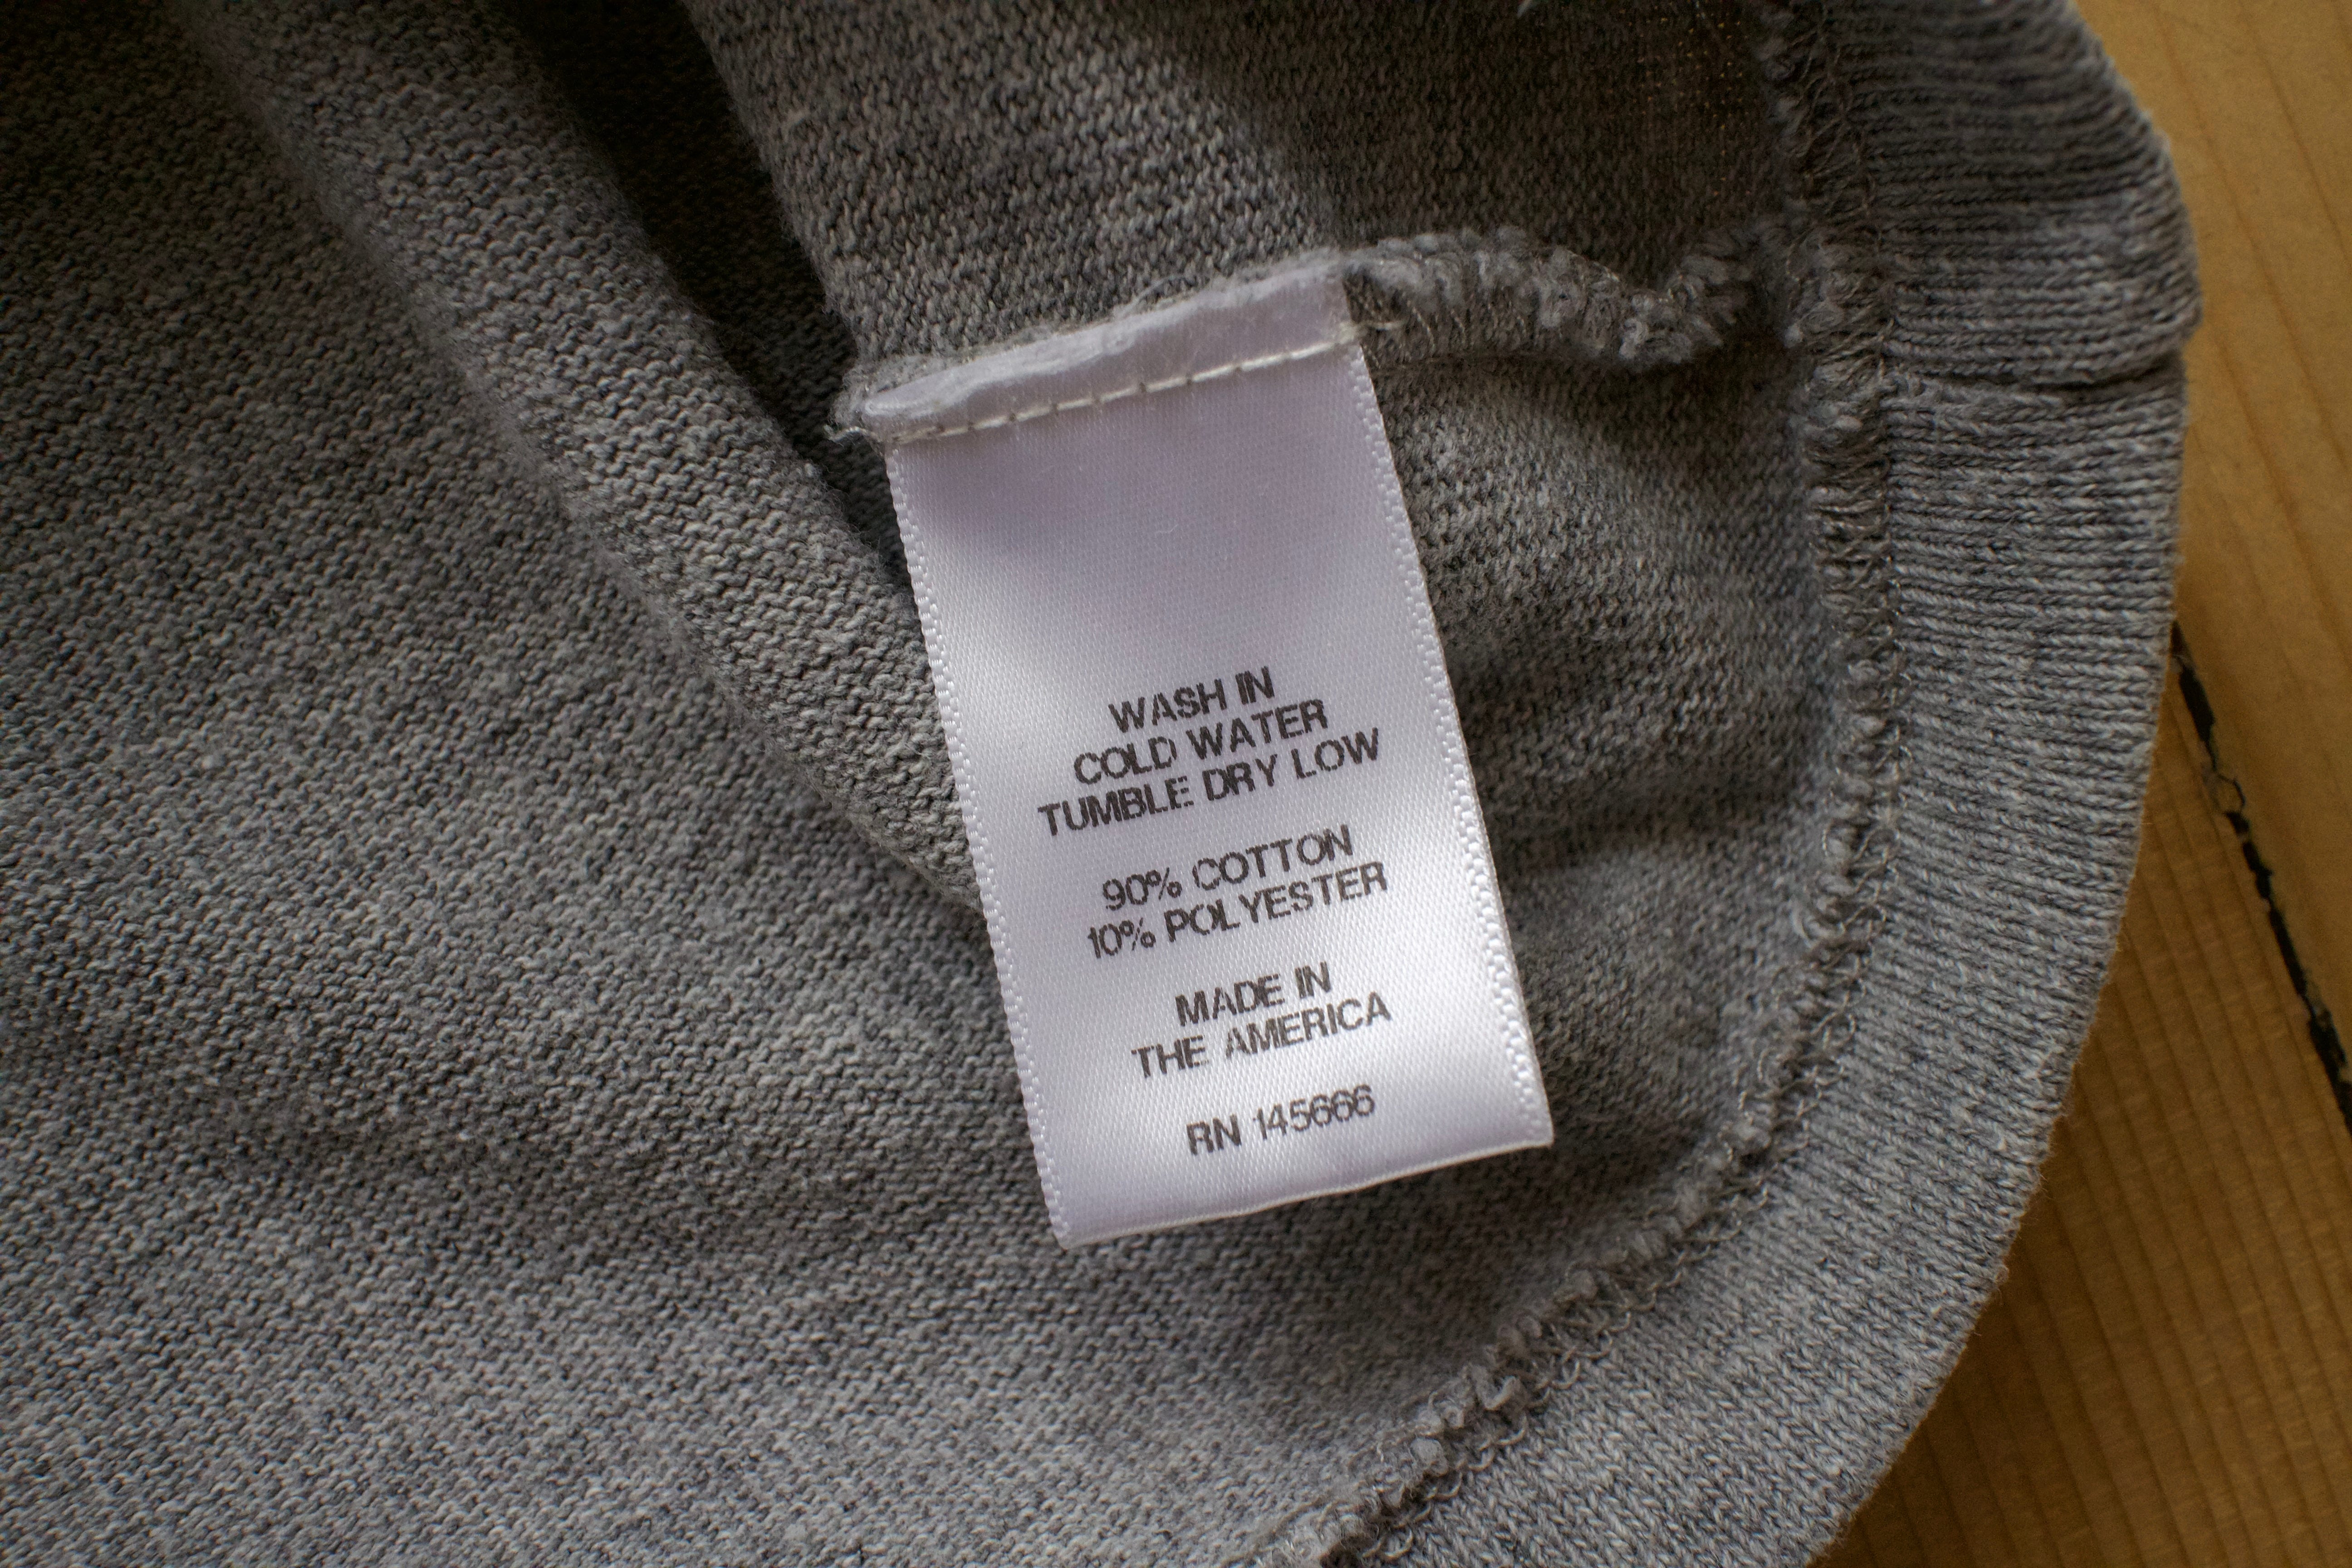 WASH IN
COLD WATER
TUMBLE DRY LOW
90% COTTON
10% POLYESTER
MADE IN
THE AMERICA
RN 145666